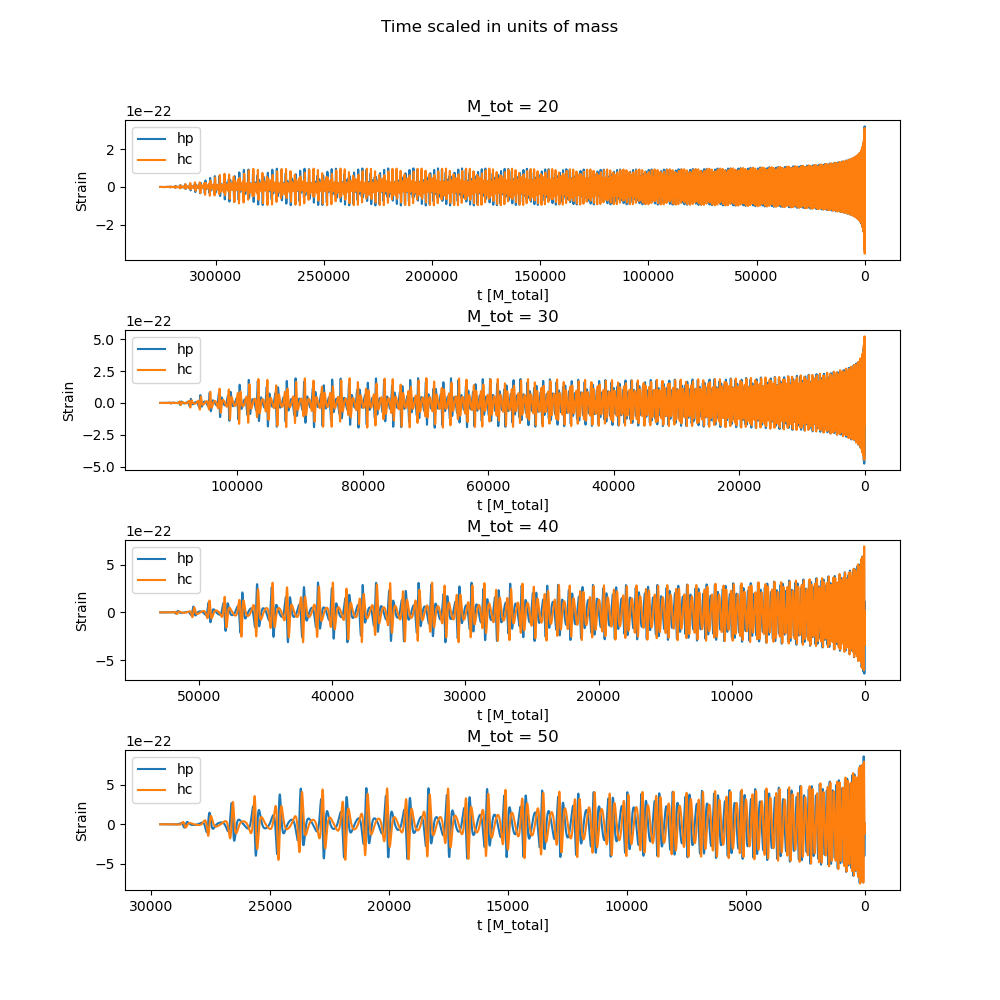 Time scaled in units of mass
M_tot = 20
1e−22
hp
hc
2
0
−2
Strain
300000 250000 200000 150000 100000 50000 0
t [M_total]
M_tot = 30
1e−22
hp
hc
5.0
2.5
0.0
−2.5
−5.0
Strain
100000 80000 60000 40000 20000 0
t [M_total]
M_tot = 40
1e−22
hp
hc
5
0
−5
Strain
50000 40000 30000 20000 10000 0
t [M_total]
M_tot = 50
1e−22
hp
hc
5
0
−5
Strain
30000 25000 20000 15000 10000 5000 0
t [M_total]